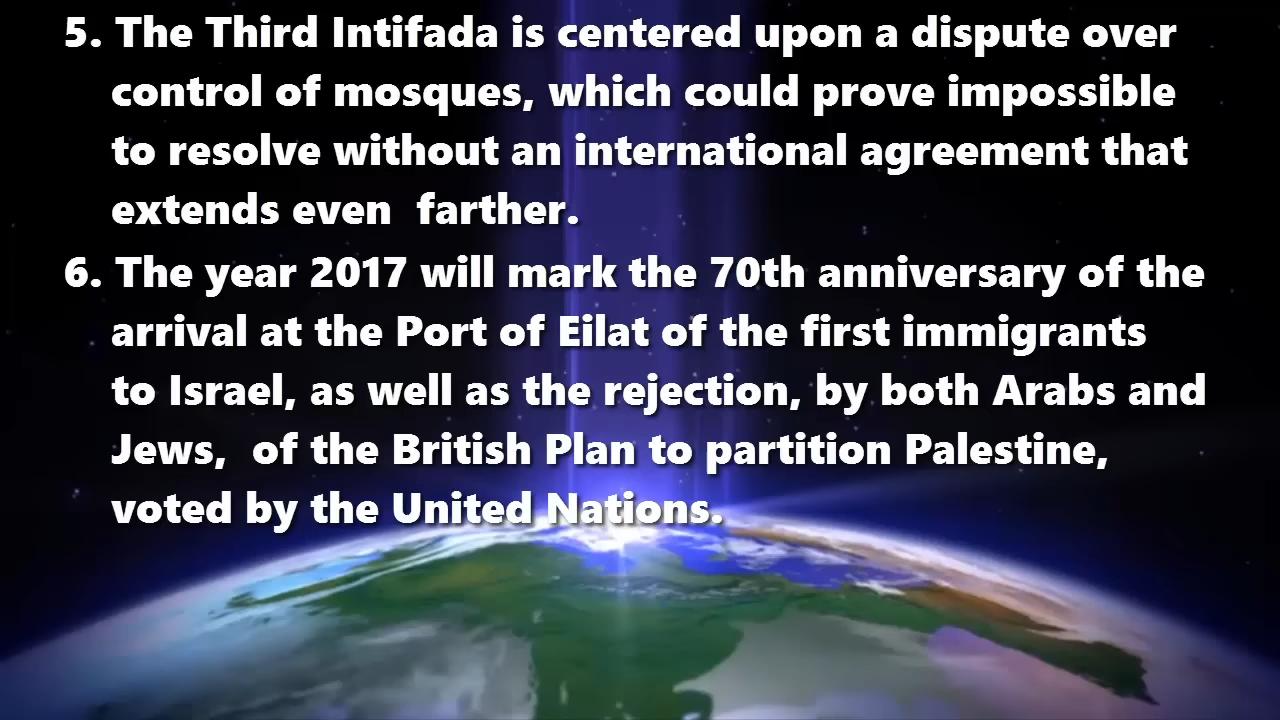 5. The Third Intifada is centered upon a dispute over
control of mosques, which could prove impossible
to resolve without an international agreement that
extends even  farther.
6. The year 2017 will mark the 70th anniversary of the
arrival at the Port of Eilat of the first immigrants
to Israel, as well as the rejection, by both Arabs and
Jews,  of the British Plan to partition Palestine,
voted by the United Nations.